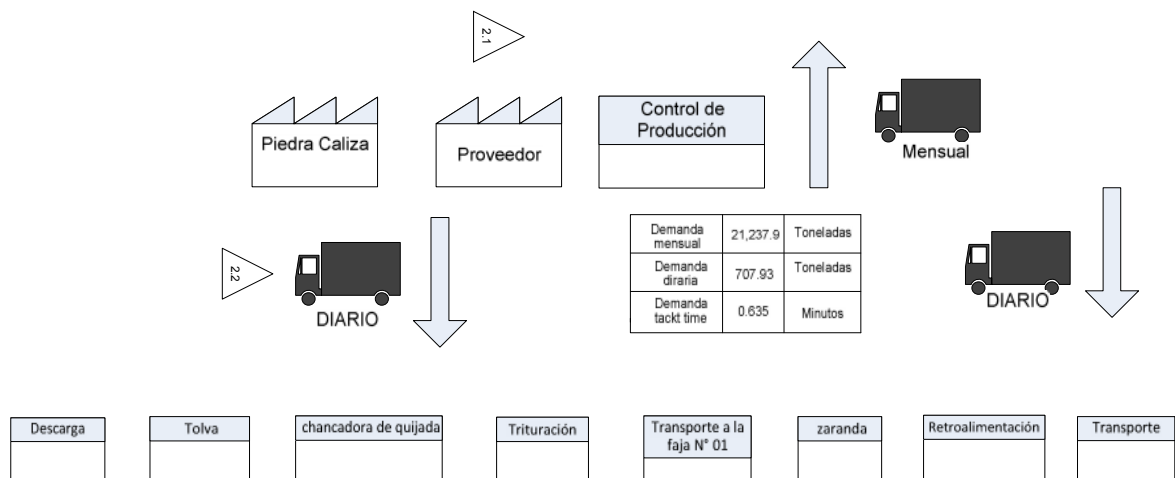 2.1
Control de
Producción
Piedra Caliza
Proveedor
Mensual
2.2
DIARIO
Demanda mensual 21,237.9 Toneladas
Demanda diraria 707.93 Toneladas
Demanda tackt time 0.635 Minutos
DIARIO
Descarga
Tolva
chancadora de quijada
Trituración
Transporte a la
faja N° 01
zaranda
Retroalimentación
Transporte